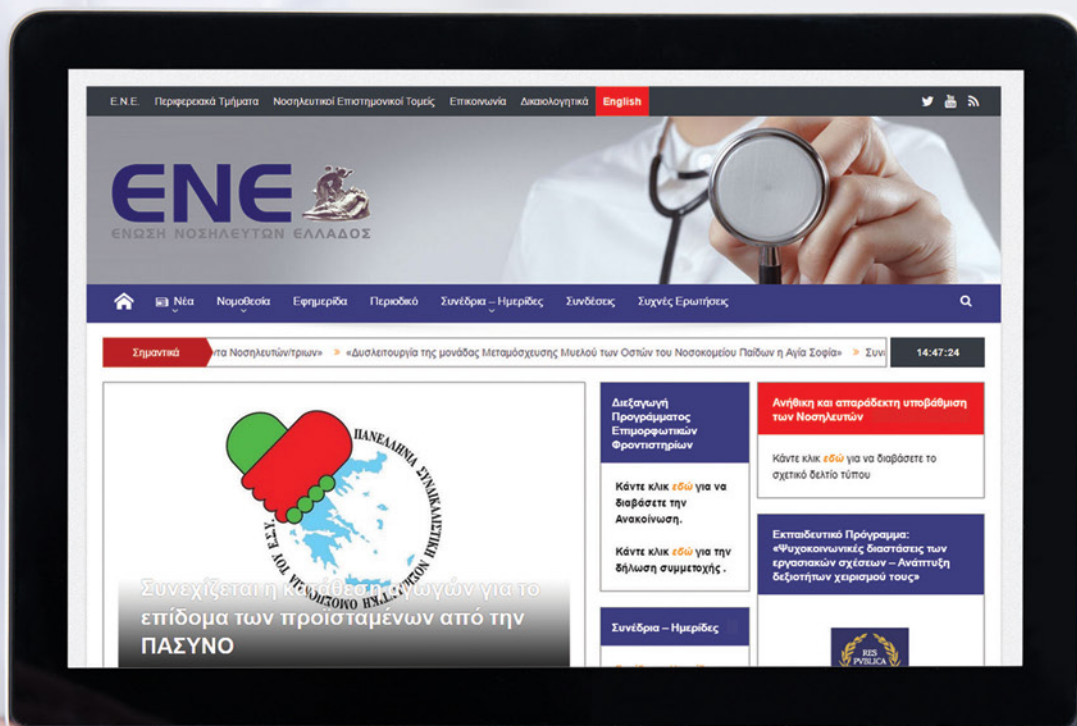 Ε.Ν.Ε. Περιφερειακά Τμήματα Νοσηλευτικοί Επιστημονικοί Τομείς Επικοινωνία Δικαιολογητικά English
ΕΝΕ
ΕΝΩΣΗ ΝΟΣΗΛΕΥΤΩΝ ΕΛΛΑΔΟΣ
Νέα Νομοθεσία Εφημερίδα Περιοδικό Συνέδρια – Ημερίδες Συνδέσεις Συχνές Ερωτήσεις
Σημαντικά ντα Νοσηλευτών/τριων» » «Δυσλειτουργία της μονάδας Μεταμόσχευσης Μυελού των Οστών του Νοσοκομείου Παίδων η Αγία Σοφία» » Συν 14:47:24
ΠΑΝΕΛΛΗΝΙΑ ΣΥΝΔΙΚΑΛΙΣΤΙΚΗ ΝΟΣΗΛΕΥΤΙΚΗ ΟΜΟΣΠΟΝΔΙΑ ΤΟΥ Ε.Σ.Υ.
Συνεχίζεται η κατάθεση αγωγών για το
επίδομα των προϊσταμένων από την
ΠΑΣΥΝΟ
Διεξαγωγή
Προγράμματος
Επιμορφωτικών
Φροντιστηρίων
Κάντε κλικ εδώ για να
διαβάσετε την
Ανακοίνωση.
Κάντε κλικ εδώ για την
δήλωση συμμετοχής .
Συνέδρια – Ημερίδες
Ανήθικη και απαράδεκτη υποβάθμιση
των Νοσηλευτών
Κάντε κλικ εδώ για να διαβάσετε το
σχετικό δελτίο τύπου
Εκπαιδευτικό Πρόγραμμα:
«Ψυχοκοινωνικές διαστάσεις των
εργασιακών σχέσεων – Ανάπτυξη
δεξιοτήτων χειρισμού τους»
RES
PVBLICA